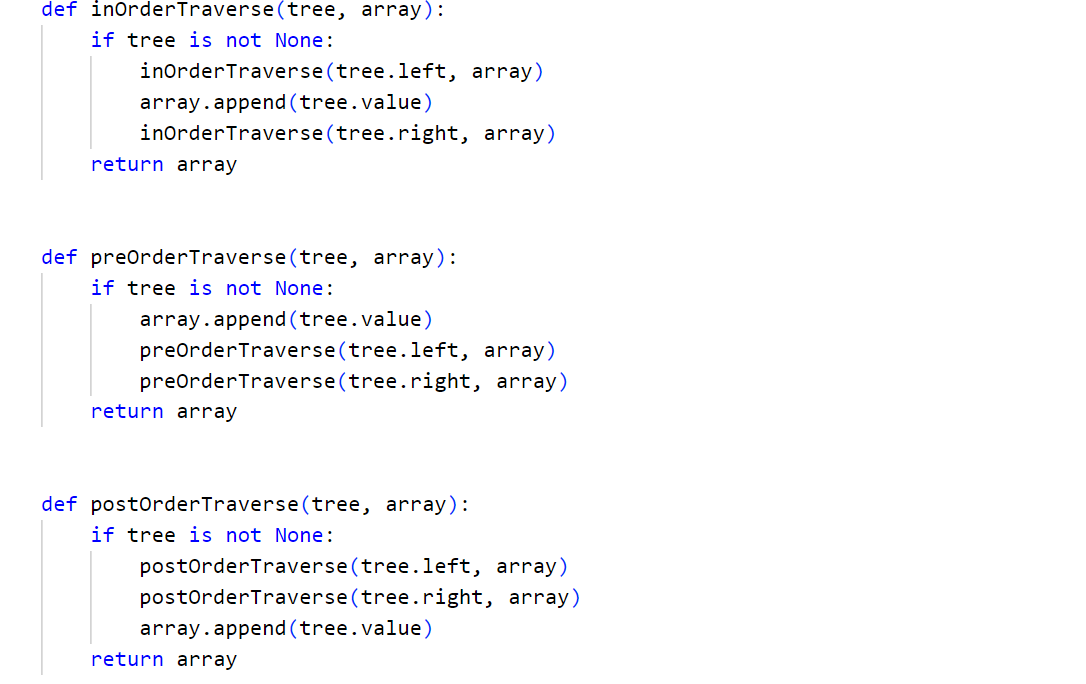 def inOrderTraverse(tree, array):
    if tree is not None:
        inOrderTraverse(tree.left, array)
        array.append(tree.value)
        inOrderTraverse(tree.right, array)
    return array
def preOrderTraverse(tree, array):
    if tree is not None:
        array.append(tree.value)
        preOrderTraverse(tree.left, array)
        preOrderTraverse(tree.right, array)
    return array
def postOrderTraverse(tree, array):
    if tree is not None:
        postOrderTraverse(tree.left, array)
        postOrderTraverse(tree.right, array)
        array.append(tree.value)
    return array